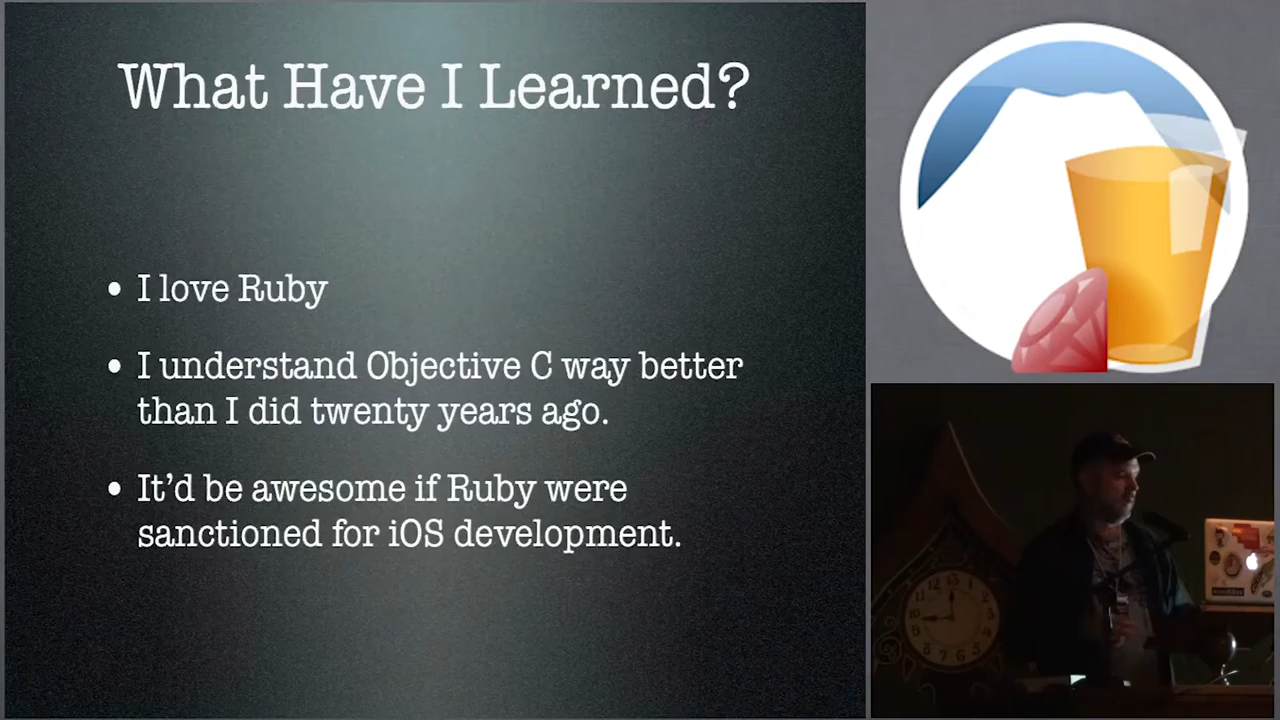 What Have I Learned?
• I love Ruby
• I understand Objective C way better
than I did twenty years ago.
• It'd be awesome if Ruby were
sanctioned for iOS development.